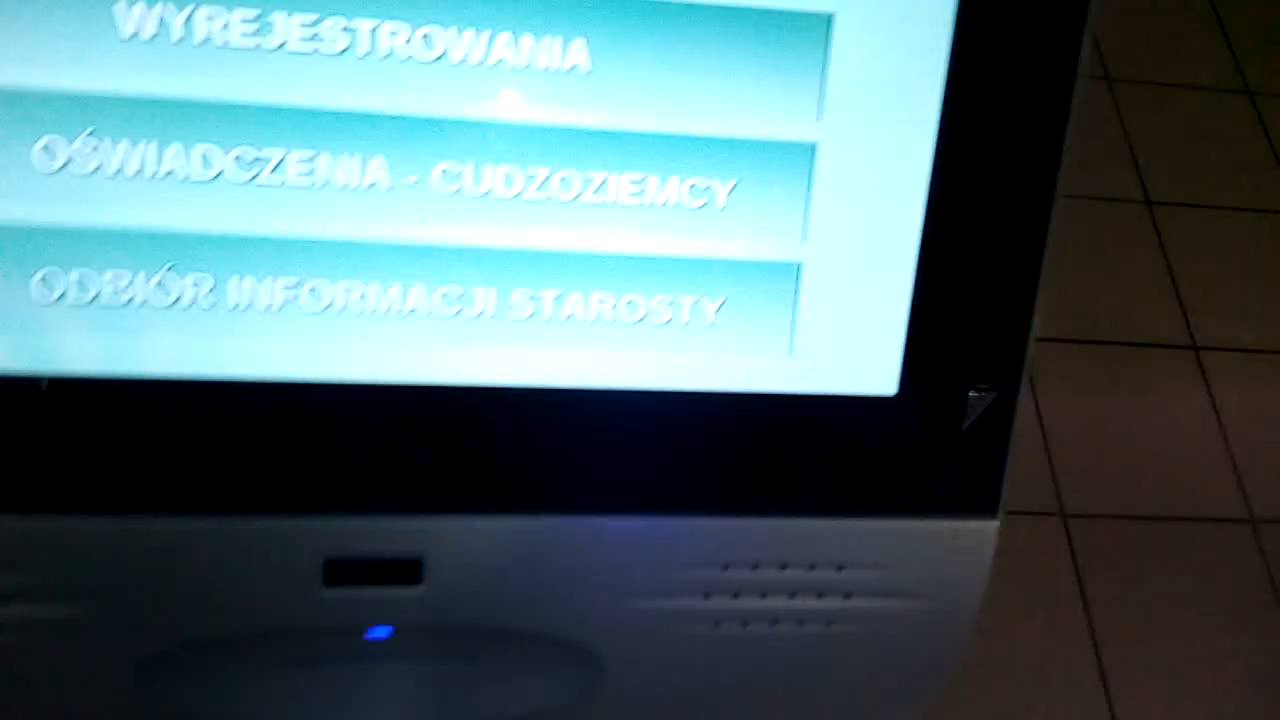 WYREJESTROWANIA
OŚWIADCZENIA - CUDZOZIEMCY
ODBIÓR INFORMACJI STAROSTY